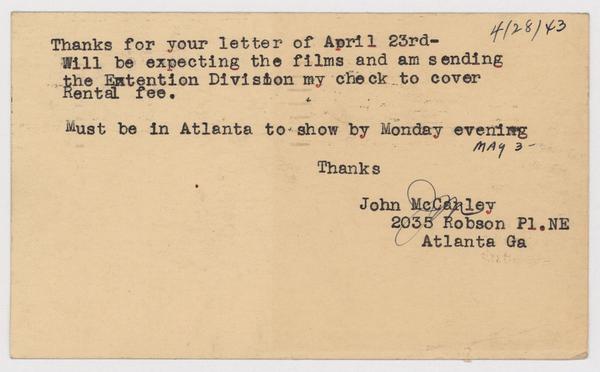 4/28/43
Thanks for your letter of April 23rd-
Will be expecting the films and am sending
the Extention Division my check to cover
Rental fee.
Must be in Atlanta to show by Monday evening
MAY 3-
Thanks
John McCanley
2035 Robson Pl.NE
Atlanta Ga